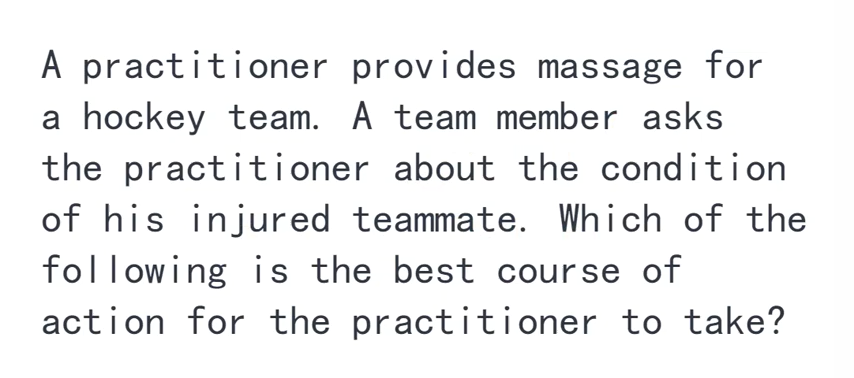 A practitioner provides massage for
a hockey team. A team member asks
the practitioner about the condition
of his injured teammate. Which of the
following is the best course of
action for the practitioner to take?